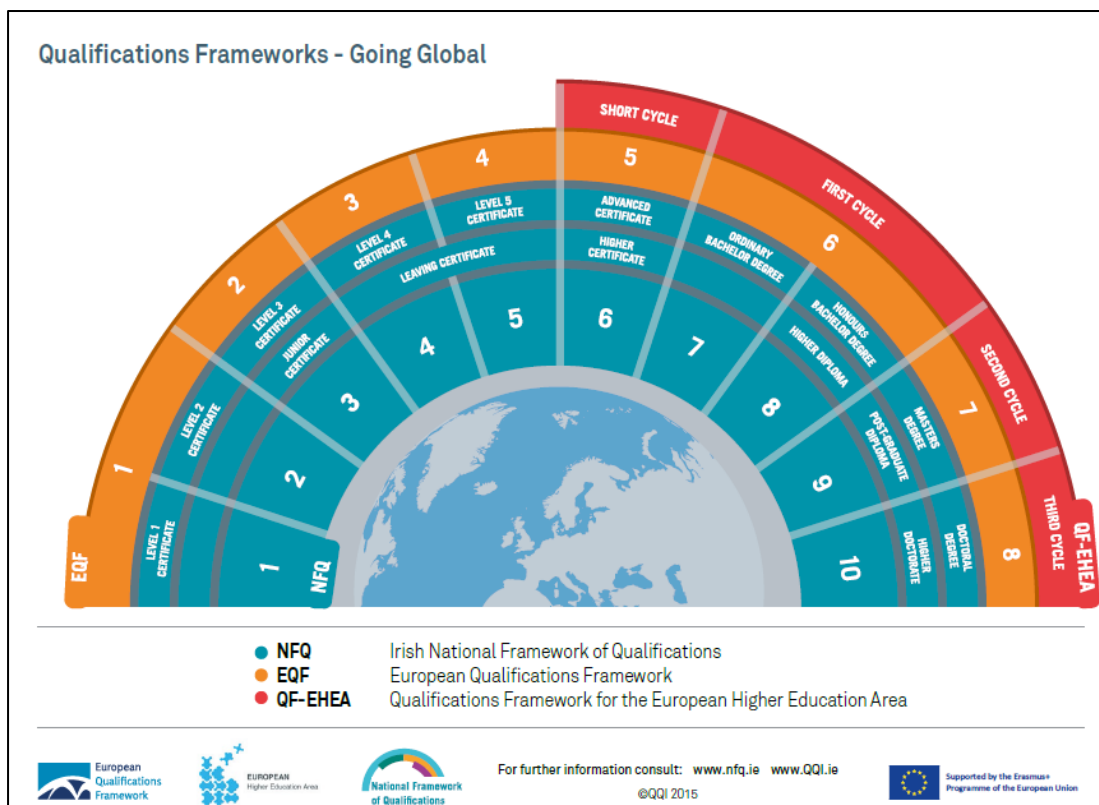 Qualifications Frameworks - Going Global
SHORT CYCLE
FIRST CYCLE
SECOND CYCLE
THIRD CYCLE
QF-EHEA
EQF
1
2
3
4
5
6
7
8
LEVEL 1
CERTIFICATE
LEVEL 2
CERTIFICATE
LEVEL 3
CERTIFICATE
LEVEL 4
CERTIFICATE
LEVEL 5
CERTIFICATE
ADVANCED
CERTIFICATE
ORDINARY
BACHELOR DEGREE
HONOURS
BACHELOR DEGREE
MASTERS
DEGREE
DOCTORAL
DEGREE
JUNIOR
CERTIFICATE
LEAVING CERTIFICATE
HIGHER
CERTIFICATE
HIGHER DIPLOMA
POST-GRADUATE
DIPLOMA
HIGHER
DOCTORATE
NFQ
1
2
3
4
5
6
7
8
9
10
NFQ Irish National Framework of Qualifications
EQF European Qualifications Framework
QF-EHEA Qualifications Framework for the European Higher Education Area
European
Qualifications
Framework
EUROPEAN
Higher Education Area
National Framework
of Qualifications
For further information consult: www.nfq.ie www.QQI.ie
©QQI 2015
Supported by the Erasmus+
Programme of the European Union